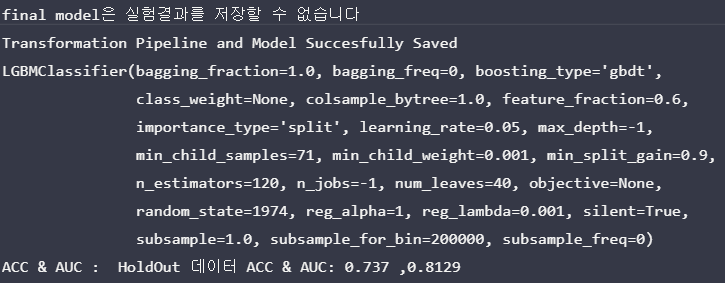 final model은 실험결과를 저장할 수 없습니다
Transformation Pipeline and Model Succesfully Saved
LGBMClassifier(bagging_fraction=1.0, bagging_freq=0, boosting_type='gbdt',
class_weight=None, colsample_bytree=1.0, feature_fraction=0.6,
importance_type='split', learning_rate=0.05, max_depth=-1,
min_child_samples=71, min_child_weight=0.001, min_split_gain=0.9,
n_estimators=120, n_jobs=-1, num_leaves=40, objective=None,
random_state=1974, reg_alpha=1, reg_lambda=0.001, silent=True,
subsample=1.0, subsample_for_bin=200000, subsample_freq=0)
ACC & AUC :  HoldOut 데이터 ACC & AUC: 0.737 ,0.8129